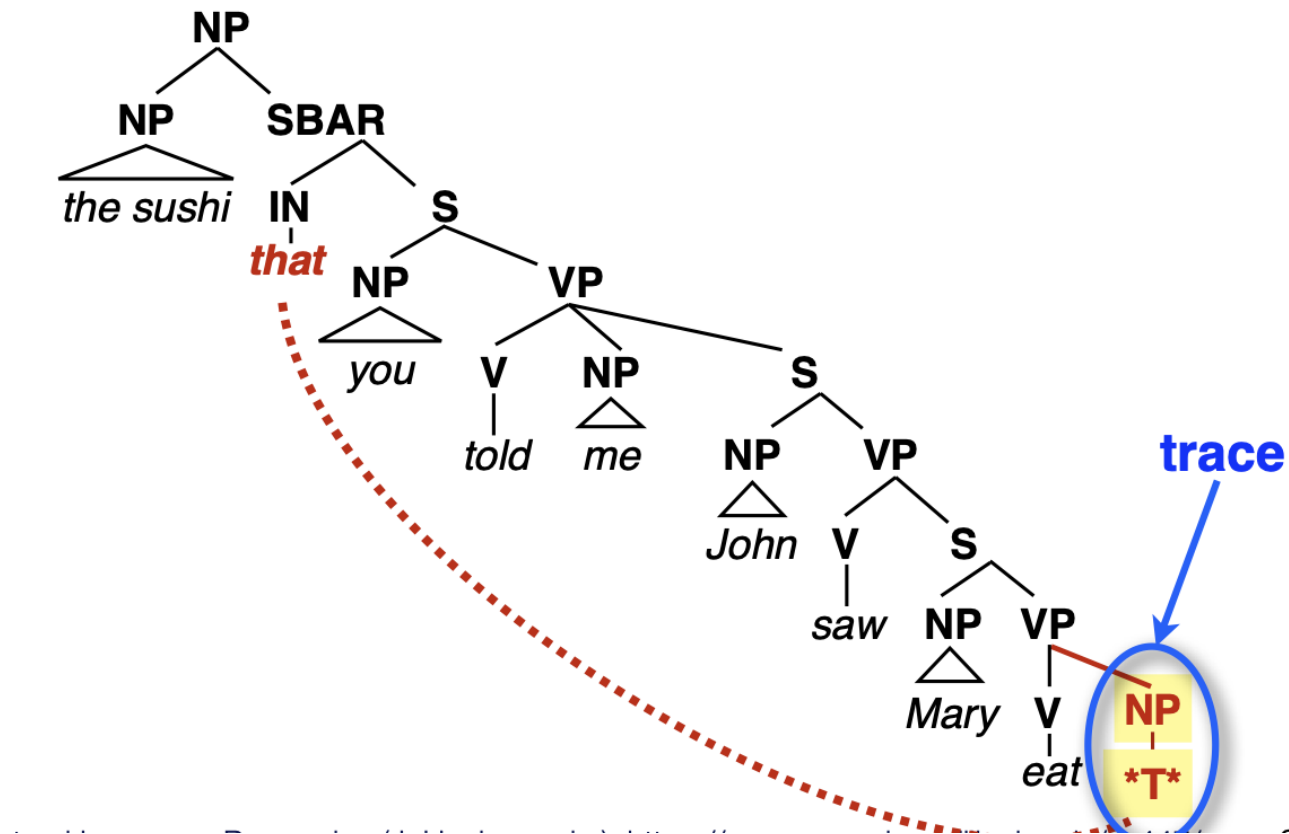 NP
NP SBAR
the sushi IN S
that
NP VP
you V NP S
told me NP VP
trace
John V S
saw NP VP
Mary V NP
eat *T*